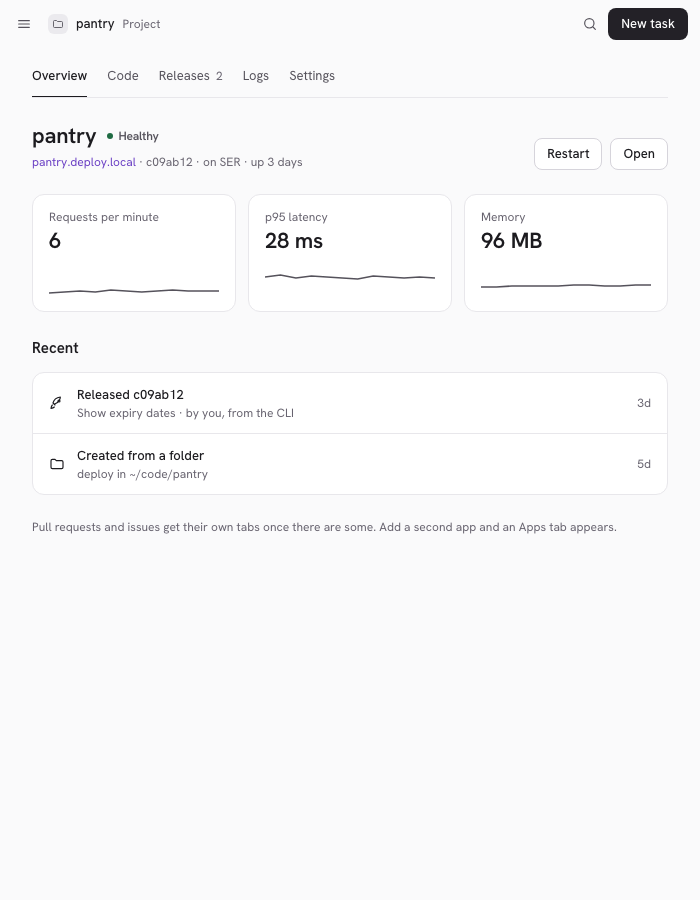 pantry Project
New task
Overview Code Releases 2 Logs Settings
pantry Healthy
pantry.deploy.local · c09ab12 · on SER · up 3 days
Restart Open
Requests per minute
6
p95 latency
28 ms
Memory
96 MB
Recent
Released c09ab12
Show expiry dates · by you, from the CLI
3d
Created from a folder
deploy in ~/code/pantry
5d
Pull requests and issues get their own tabs once there are some. Add a second app and an Apps tab appears.